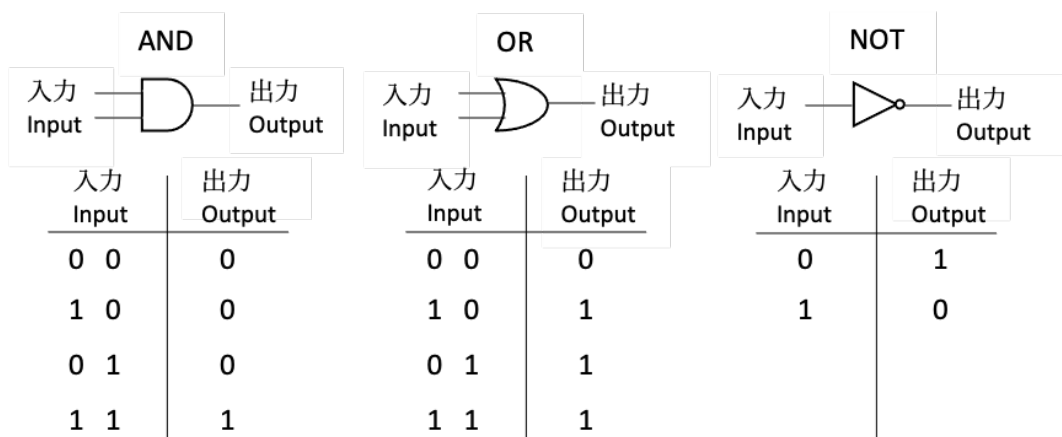 AND
入力
Input
出力
Output
入力
Input
出力
Output
0 0 0
1 0 0
0 1 0
1 1 1
OR
入力
Input
出力
Output
入力
Input
出力
Output
0 0 0
1 0 1
0 1 1
1 1 1
NOT
入力
Input
出力
Output
入力
Input
出力
Output
0 1
1 0